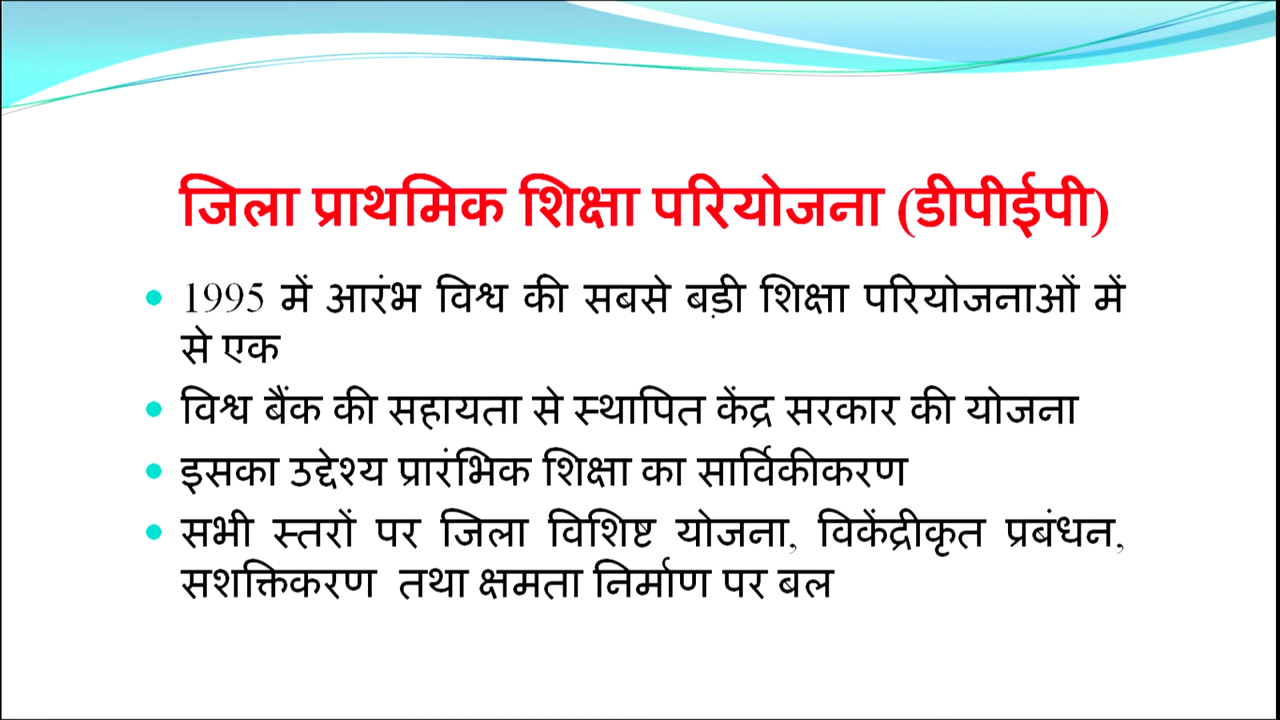 जिला प्राथमिक शिक्षा परियोजना (डीपीईपी)
1995 में आरंभ विश्व की सबसे बड़ी शिक्षा परियोजनाओं में
से एक
विश्व बैंक की सहायता से स्थापित केंद्र सरकार की योजना
इसका उद्देश्य प्रारंभिक शिक्षा का सार्विकीकरण
सभी स्तरों पर जिला विशिष्ट योजना, विकेंद्रीकृत प्रबंधन,
सशक्तिकरण तथा क्षमता निर्माण पर बल